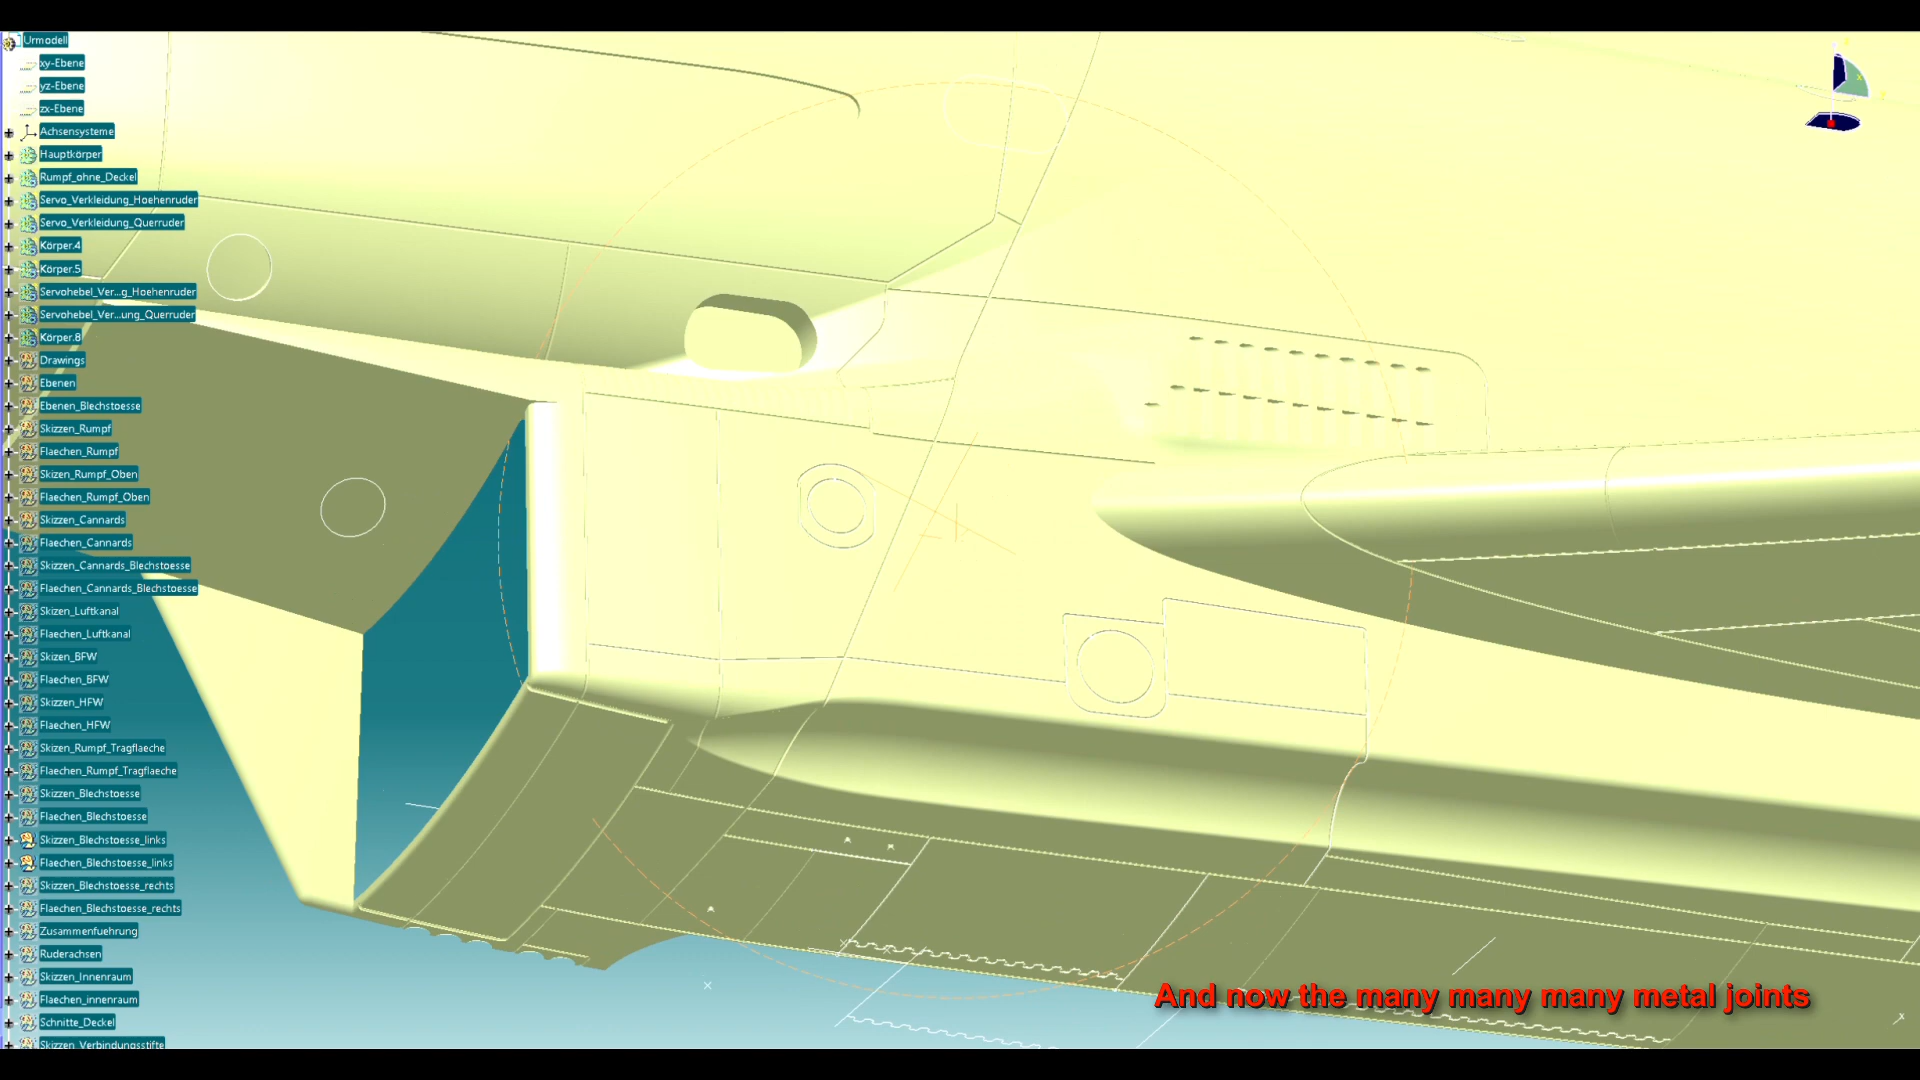 Urmodell
xy-Ebene
yz-Ebene
zx-Ebene
Achsensysteme
Hauptkörper
Rumpf_ohne_Deckel
Servo_Verkleidung_Hoehenruder
Servo_Verkleidung_Querruder
Körper.4
Körper.5
Servohebel_Ver...g_Hoehenruder
Servohebel_Ver...ung_Querruder
Körper.8
Drawings
Ebenen
Ebenen_Blechstoesse
Skizzen_Rumpf
Flaechen_Rumpf
Skizen_Rumpf_Oben
Flaechen_Rumpf_Oben
Skizzen_Cannards
Flaechen_Cannards
Skizzen_Cannards_Blechstoesse
Flaechen_Cannards_Blechstoesse
Skizen_Luftkanal
Flaechen_Luftkanal
Skizen_BFW
Flaechen_BFW
Skizzen_HFW
Flaechen_HFW
Skizen_Rumpf_Tragflaeche
Flaechen_Rumpf_Tragflaeche
Skizzen_Blechstoesse
Flaechen_Blechstoesse
Skizzen_Blechstoesse_links
Flaechen_Blechstoesse_links
Skizzen_Blechstoesse_rechts
Flaechen_Blechstoesse_rechts
Zusammenfuehrung
Ruderachsen
Skizzen_Innenraum
Flaechen_innenraum
Schnitte_Deckel
Skizzen_Verbindungsstifte
And now the many many many metal joints